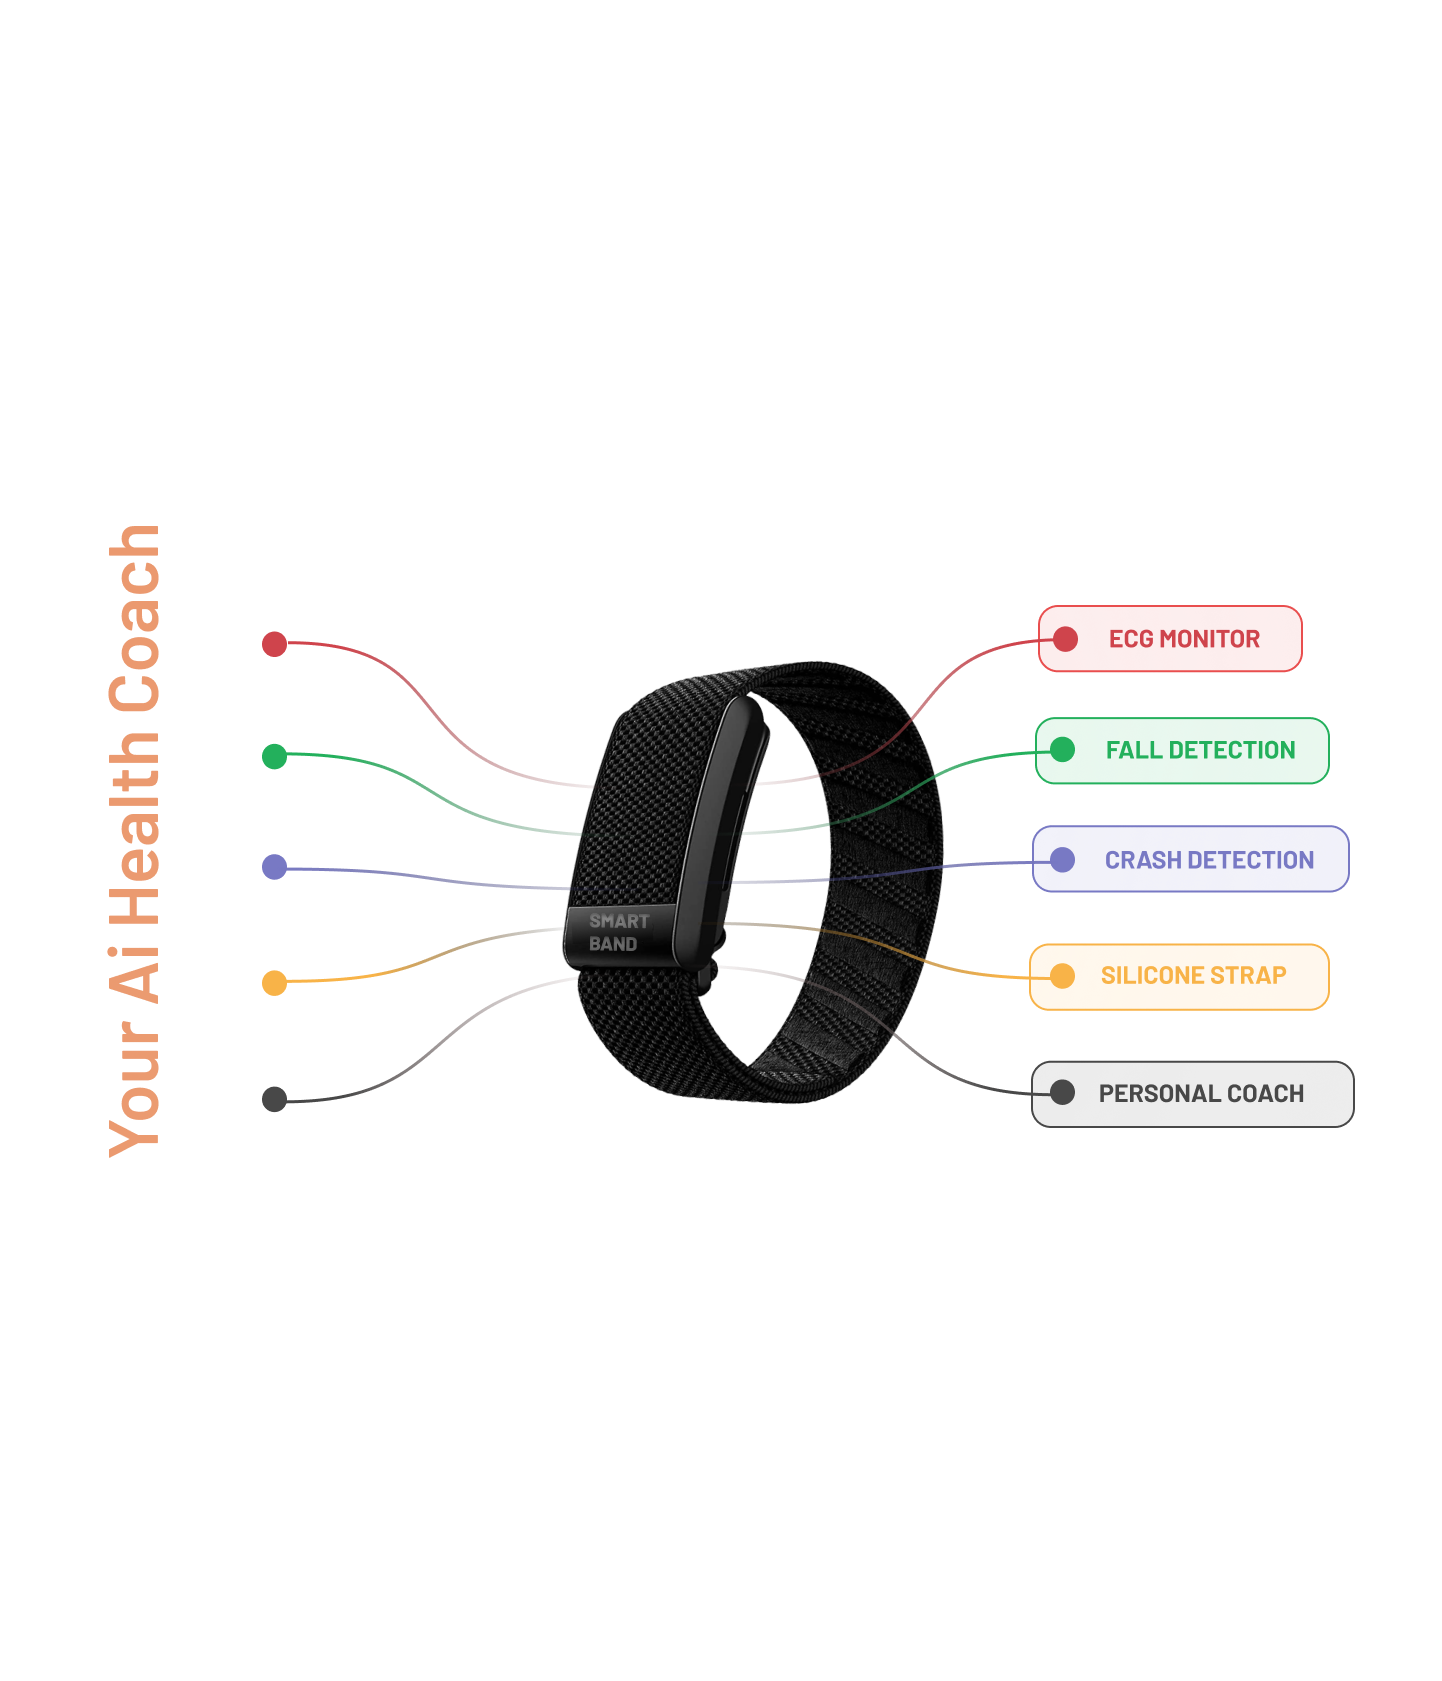 Your Ai Health Coach
ECG MONITOR
FALL DETECTION
CRASH DETECTION
SILICONE STRAP
PERSONAL COACH
SMART
BAND